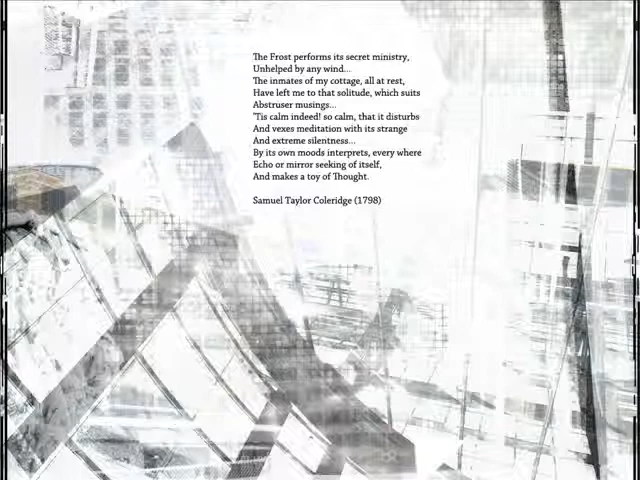 The Frost performs its secret ministry,
Unhelped by any wind...
The inmates of my cottage, all at rest,
Have left me to that solitude, which suits
Abstruser musings...
'Tis calm indeed! so calm, that it disturbs
And vexes meditation with its strange
And extreme silentness...
By its own moods interprets, every where
Echo or mirror seeking of itself,
And makes a toy of Thought.
Samuel Taylor Coleridge (1798)